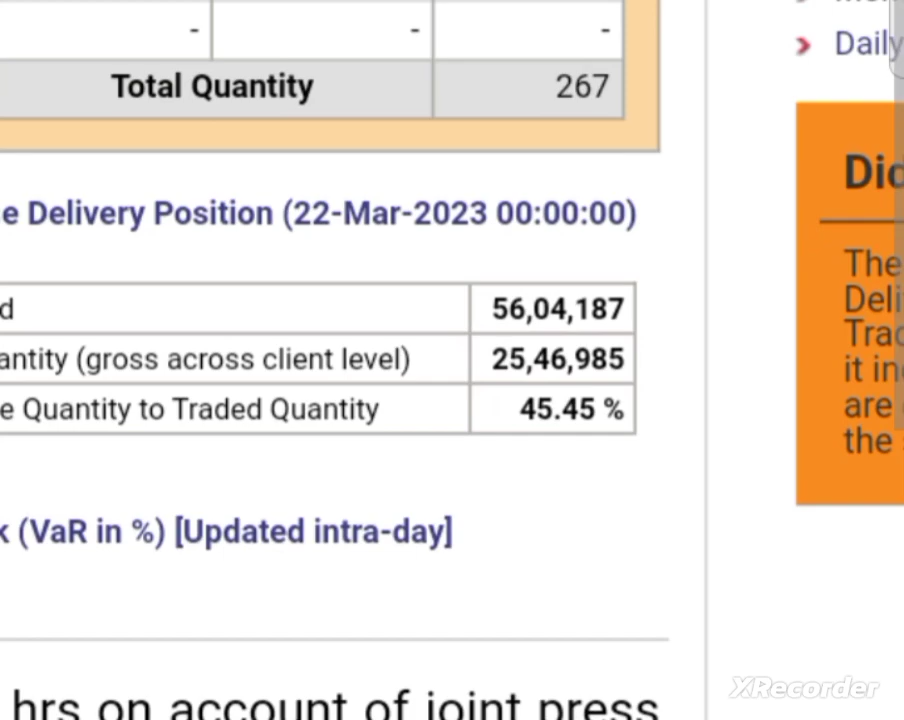 - - -
Total Quantity 267
e Delivery Position (22-Mar-2023 00:00:00)
d 56,04,187
antity (gross across client level) 25,46,985
e Quantity to Traded Quantity 45.45 %
k (VaR in %) [Updated intra-day]
hrs on account of joint press
Daily
Did
The
Deli
Trad
it in
are
the
XRecorder